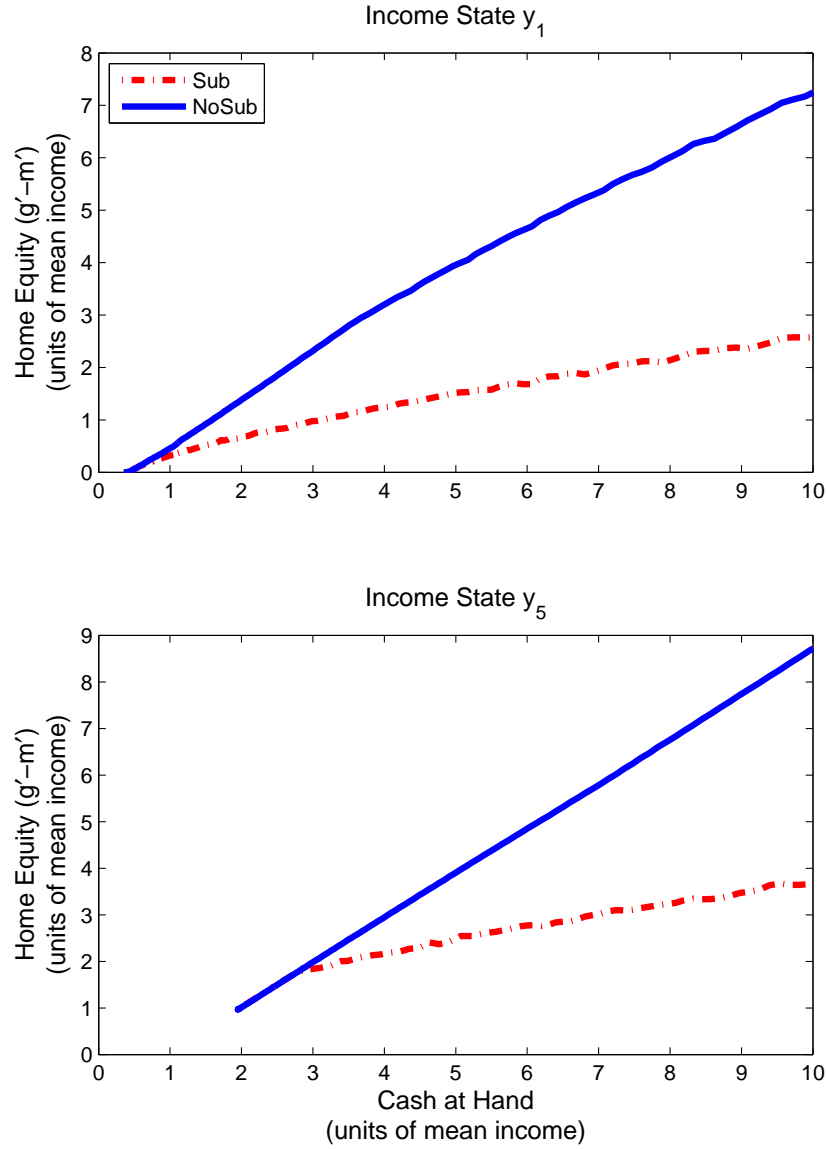 Income State y₁
8
7
6
5
4
3
2
1
0
Home Equity (g′−m′)
(units of mean income)
Sub
NoSub
0 1 2 3 4 5 6 7 8 9 10
Income State y₅
9
8
7
6
5
4
3
2
1
0
Home Equity (g′−m′)
(units of mean income)
0 1 2 3 4 5 6 7 8 9 10
Cash at Hand
(units of mean income)